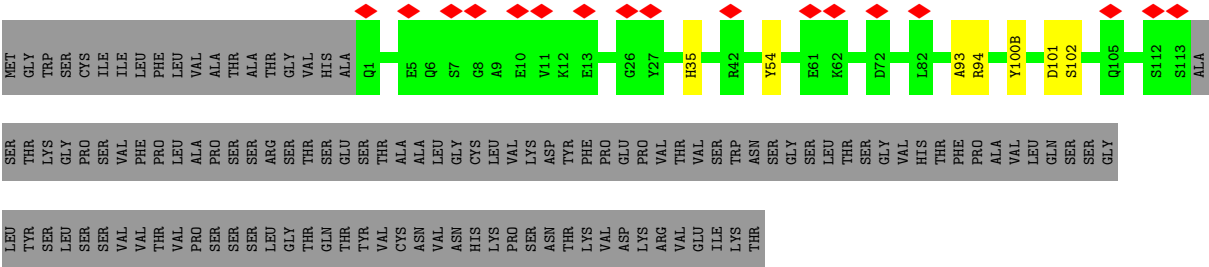 MET GLY TRP SER CYS ILE ILE LEU PHE LEU VAL ALA THR ALA THR GLY VAL HIS ALA Q1 E5 Q6 S7 G8 A9 E10 V11 K12 E13 G26 Y27 H35 R42 Y54 E61 K62 D72 L82 A93 R94 Y100B D101 S102 Q105 S112 S113 ALA
SER THR LYS GLY PRO SER VAL PHE PRO LEU ALA PRO SER SER ARG SER THR SER GLU SER THR ALA ALA LEU GLY CYS LEU VAL LYS ASP TYR PHE PRO GLU PRO VAL THR VAL SER TRP ASN SER GLY SER LEU THR SER GLY VAL HIS THR PHE PRO ALA VAL LEU GLN SER SER GLY
LEU TYR SER LEU SER SER VAL VAL THR VAL PRO SER SER SER LEU GLY THR GLN THR TYR VAL CYS ASN VAL ASN HIS LYS PRO SER ASN THR LYS VAL ASP LYS ARG VAL GLU ILE LYS THR